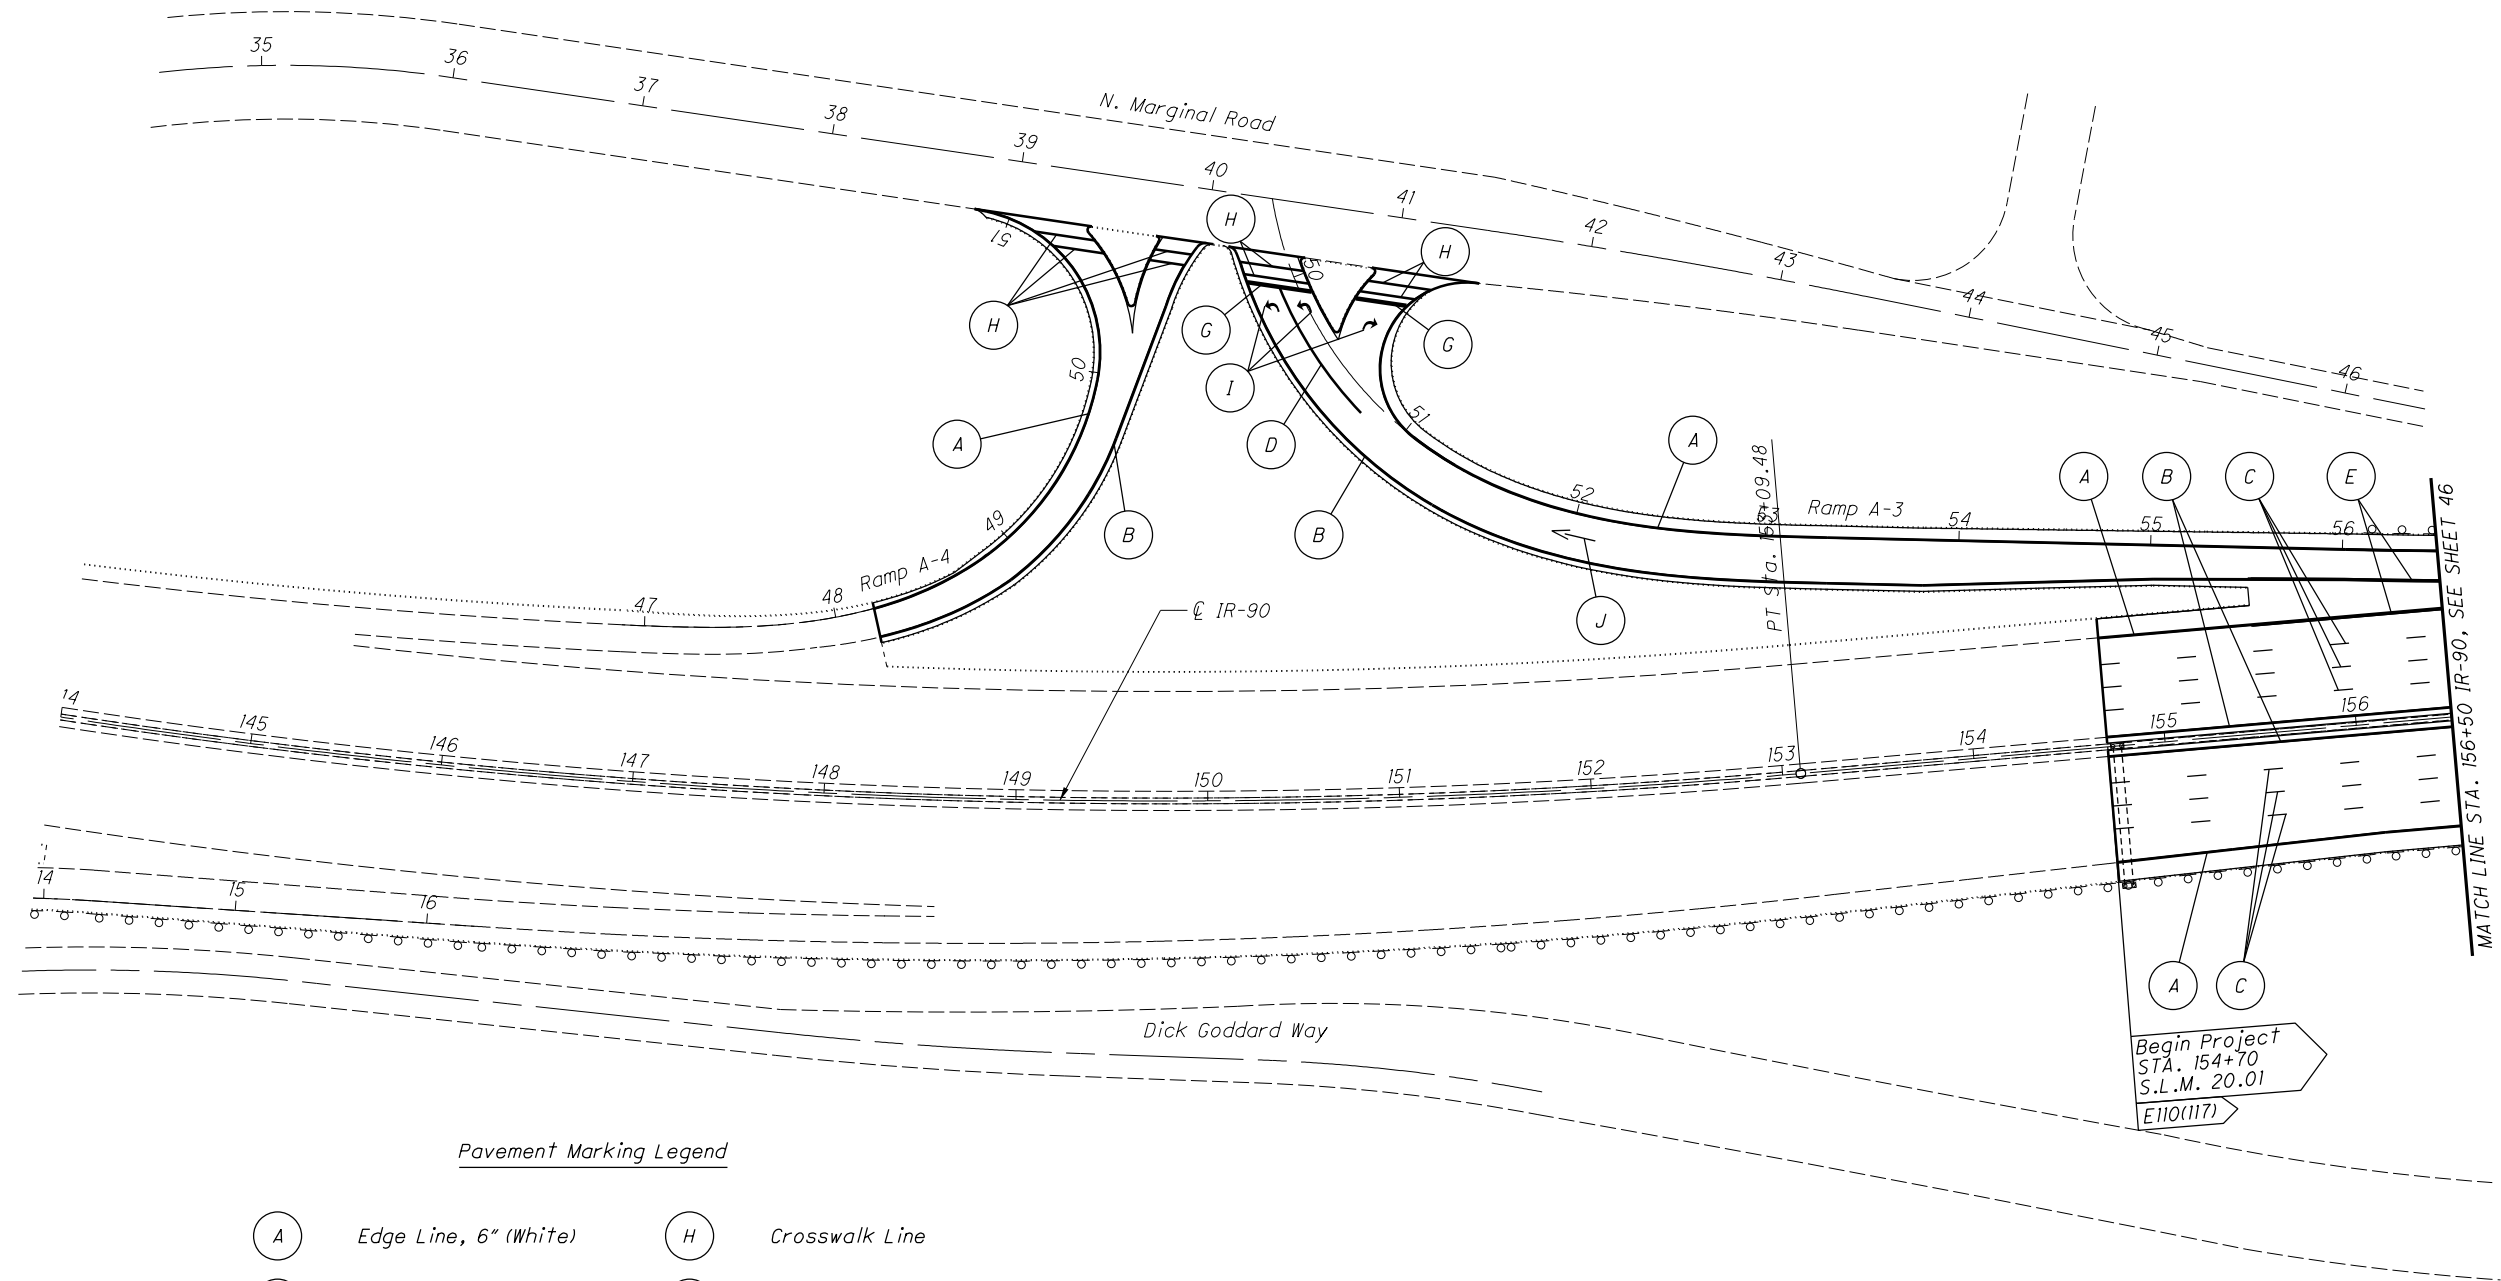 35
36
37
38
39
40
41
42
43
44
45
46
N. Marginal Road
51
50
49
48
47
Ramp A-4
H
H
H
G
G
I
D
A
B
B
A
50
51
52
53
54
55
56
Ramp A-3
PT Sta. 153+09.48
J
A
B
C
E
MATCH LINE STA. 156+50 IR-90, SEE SHEET 46
℄ IR-90
14
145
146
147
148
149
150
151
152
153
154
155
156
14
15
16
A
C
Dick Goddard Way
Begin Project
STA. 154+70
S.L.M. 20.01
E110(117)
Pavement Marking Legend
A Edge Line, 6" (White)
H Crosswalk Line